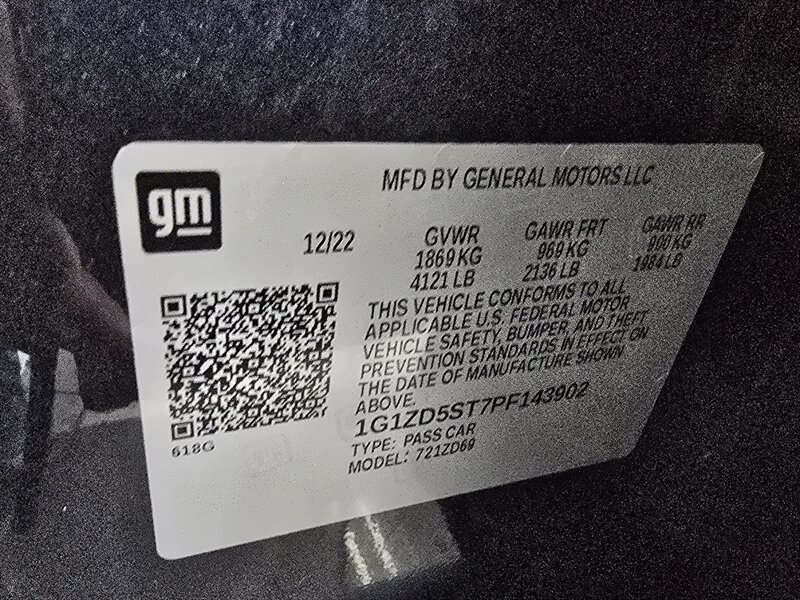 gm
MFD BY GENERAL MOTORS LLC
12/22
GVWR
1869 KG
4121 LB
GAWR FRT
969 KG
2136 LB
GAWR RR
900 KG
1984 LB
THIS VEHICLE CONFORMS TO ALL
APPLICABLE U.S. FEDERAL MOTOR
VEHICLE SAFETY, BUMPER, AND THEFT
PREVENTION STANDARDS IN EFFECT ON
THE DATE OF MANUFACTURE SHOWN
ABOVE.
1G1ZD5ST7PF143902
TYPE: PASS CAR
MODEL: 721ZD69
618G